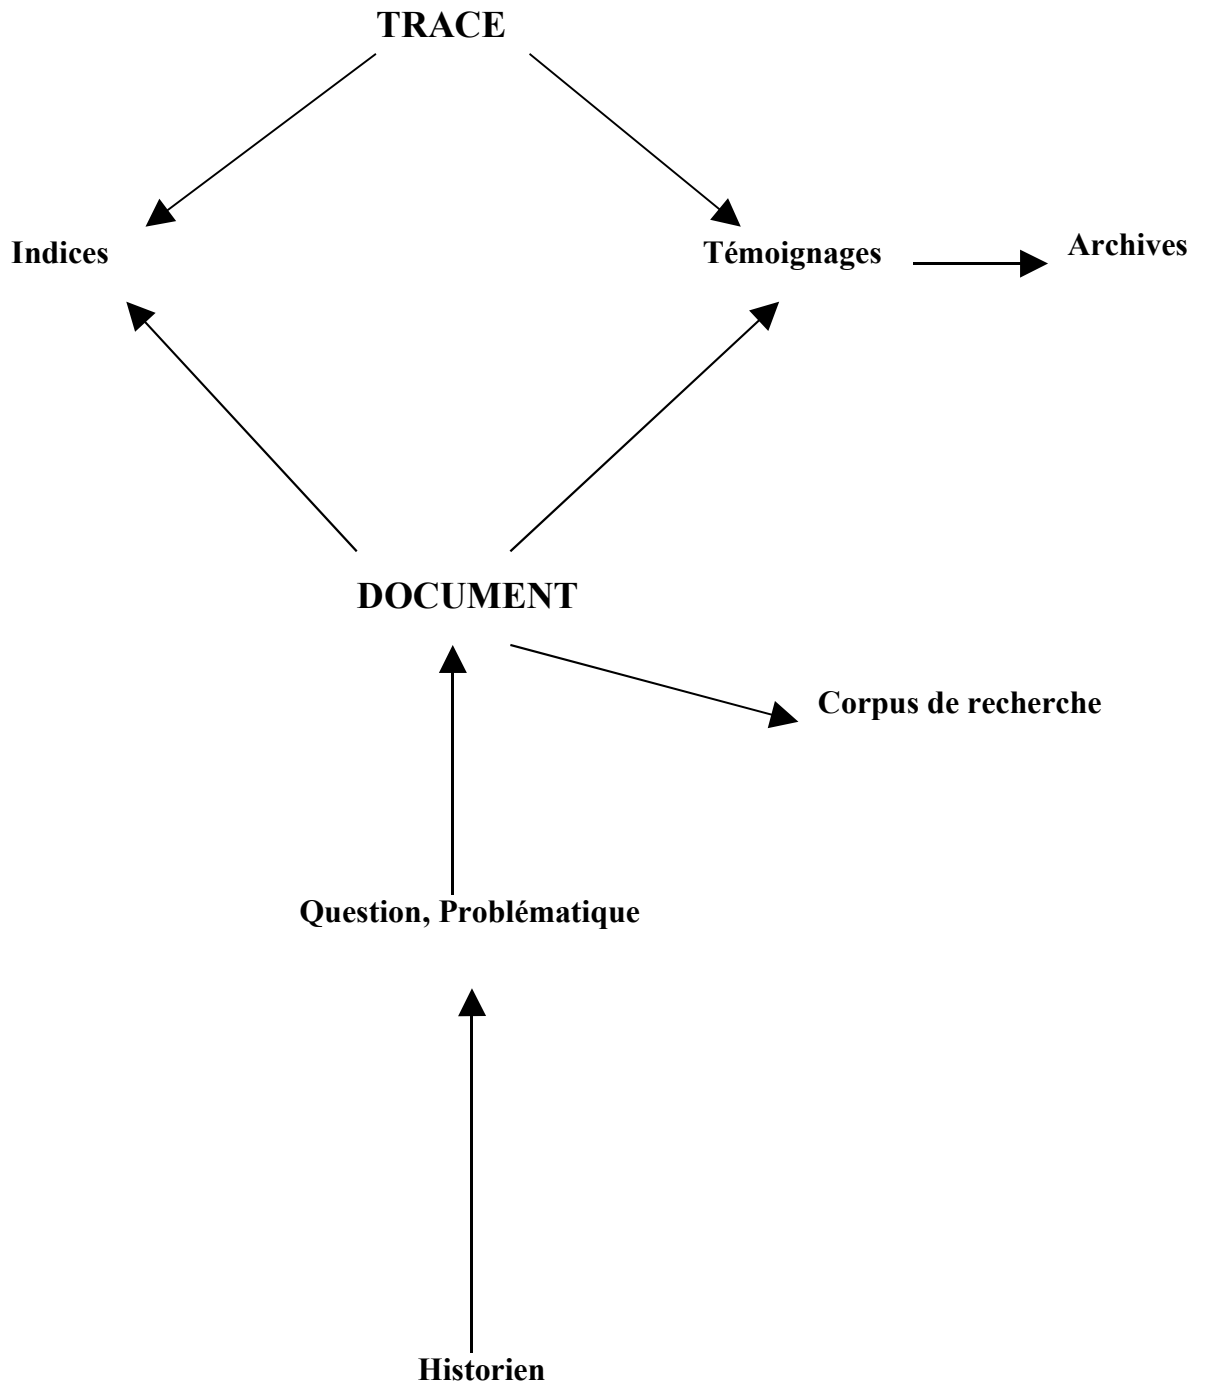 TRACE
Indices
Témoignages
Archives
DOCUMENT
Corpus de recherche
Question, Problématique
Historien